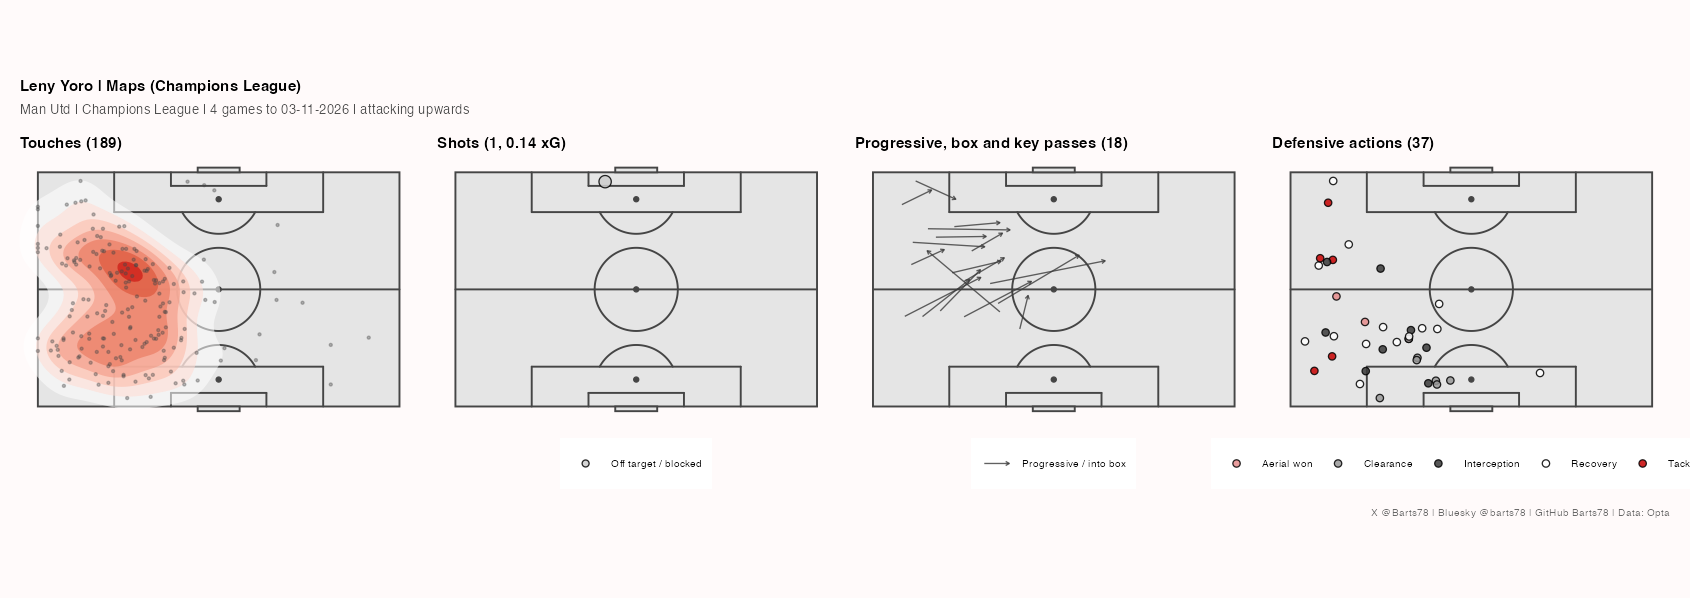 Leny Yoro | Maps (Champions League)
Man Utd | Champions League | 4 games to 03-11-2026 | attacking upwards
Touches (189)
Shots (1, 0.14 xG)
Progressive, box and key passes (18)
Defensive actions (37)
Off target / blocked
Progressive / into box
Aerial won
Clearance
Interception
Recovery
Tack
X @Barts78 | Bluesky @barts78 | GitHub Barts78 | Data: Opta